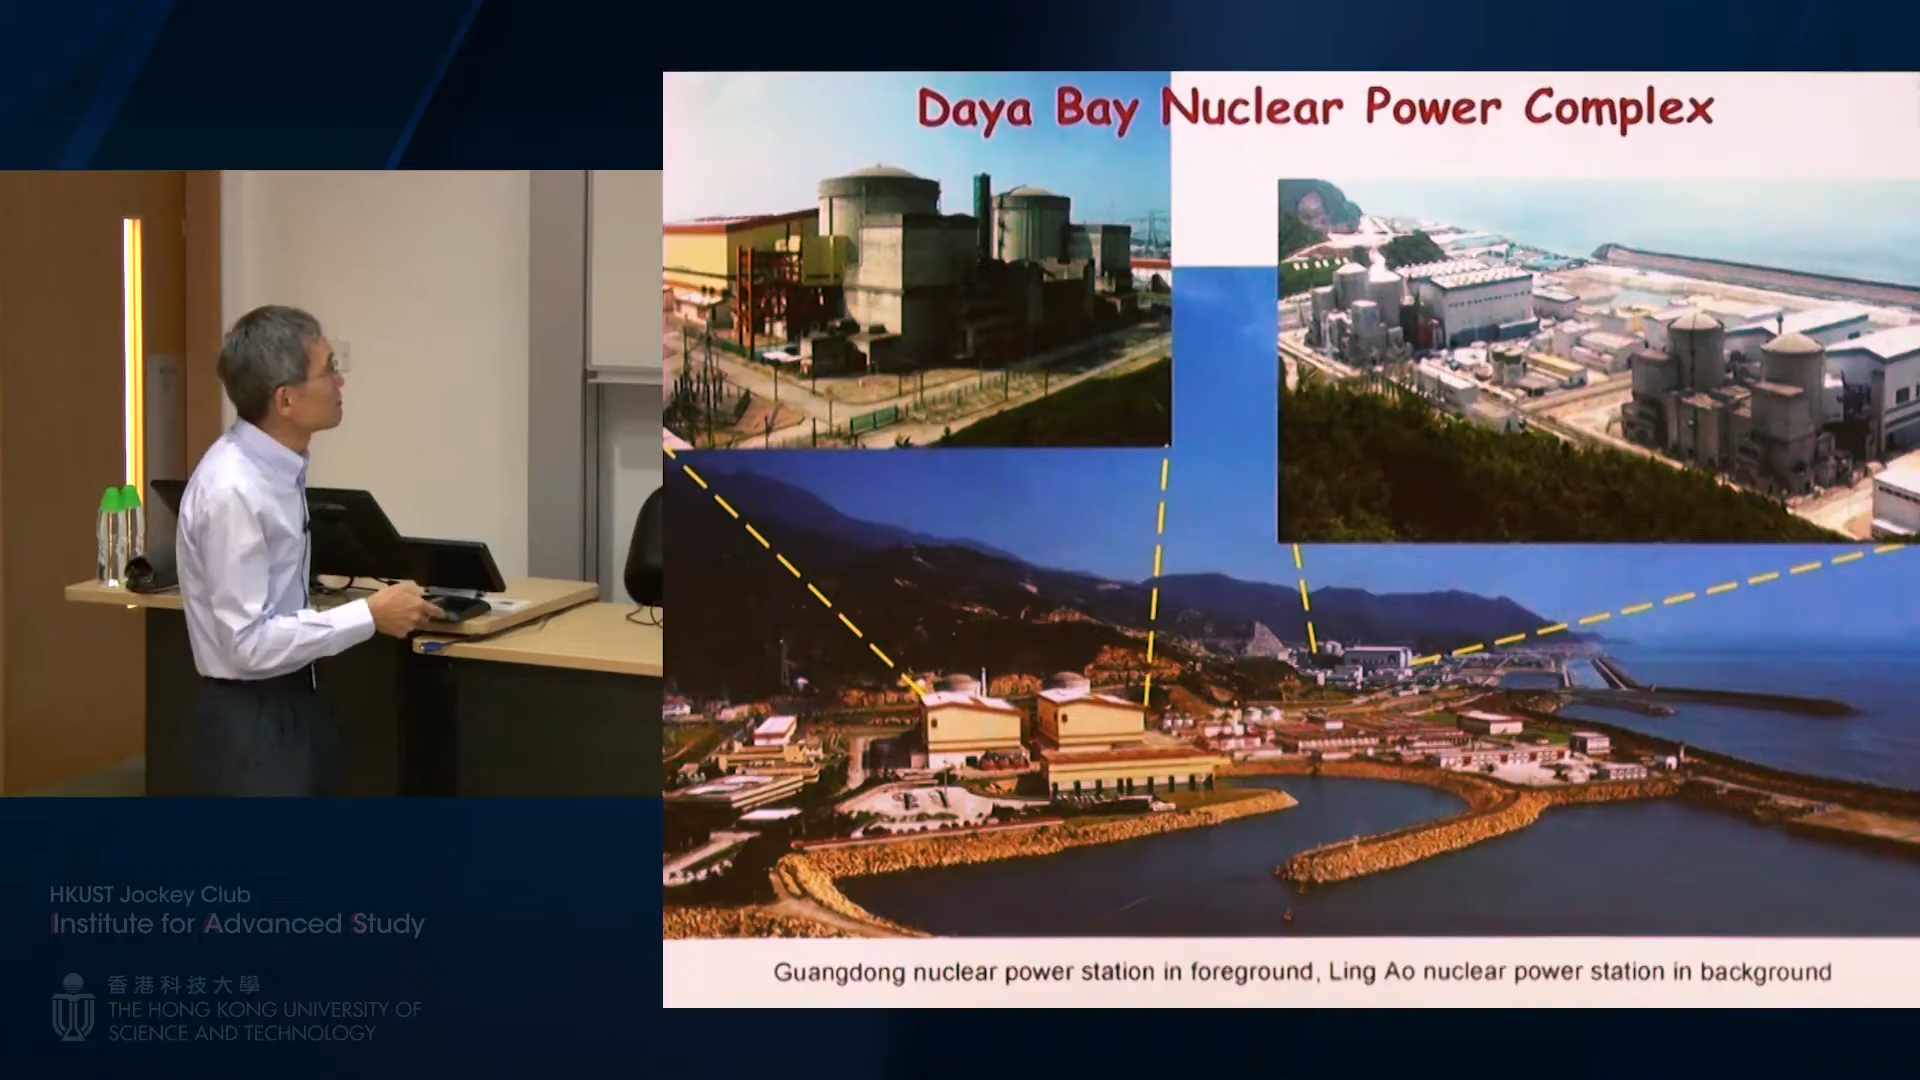 Daya Bay Nuclear Power Complex
Guangdong nuclear power station in foreground, Ling Ao nuclear power station in background
HKUST Jockey Club
Institute for Advanced Study
香港科技大學
THE HONG KONG UNIVERSITY OF
SCIENCE AND TECHNOLOGY